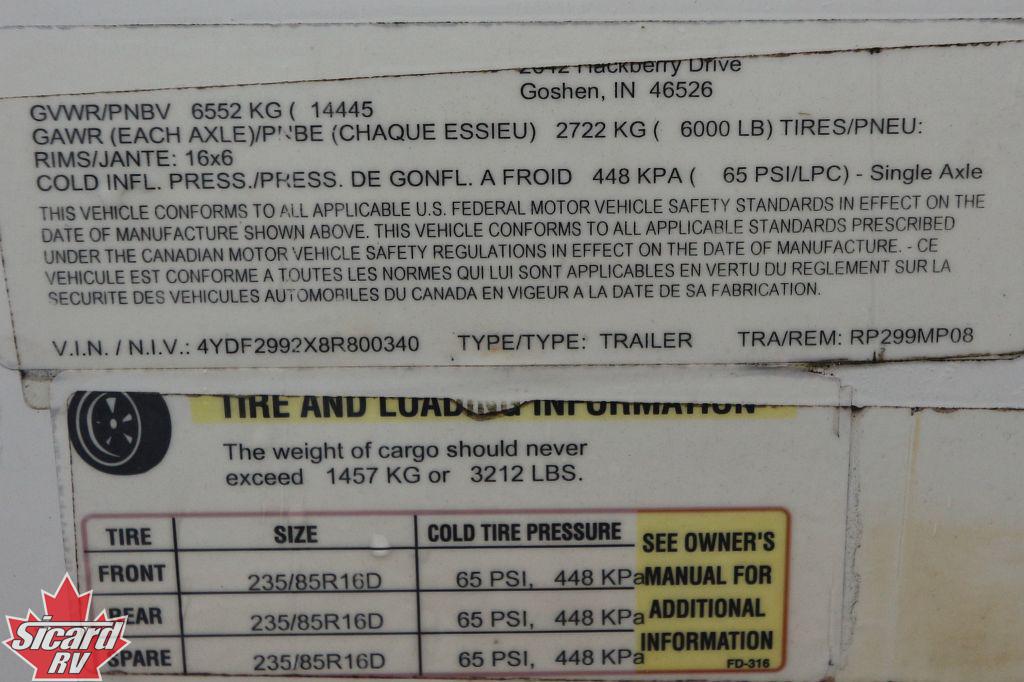 2642 Hackberry Drive
Goshen, IN 46526
GVWR/PNBV 6552 KG ( 14445
GAWR (EACH AXLE)/PNBE (CHAQUE ESSIEU) 2722 KG ( 6000 LB) TIRES/PNEU:
RIMS/JANTE: 16x6
COLD INFL. PRESS./PRESS. DE GONFL. A FROID 448 KPA ( 65 PSI/LPC) - Single Axle
THIS VEHICLE CONFORMS TO ALL APPLICABLE U.S. FEDERAL MOTOR VEHICLE SAFETY STANDARDS IN EFFECT ON THE
DATE OF MANUFACTURE SHOWN ABOVE. THIS VEHICLE CONFORMS TO ALL APPLICABLE STANDARDS PRESCRIBED
UNDER THE CANADIAN MOTOR VEHICLE SAFETY REGULATIONS IN EFFECT ON THE DATE OF MANUFACTURE. - CE
VEHICULE EST CONFORME A TOUTES LES NORMES QUI LUI SONT APPLICABLES EN VERTU DU REGLEMENT SUR LA
SECURITE DES VEHICULES AUTOMOBILES DU CANADA EN VIGEUR A LA DATE DE SA FABRICATION.
V.I.N. / N.I.V.: 4YDF2992X8R800340 TYPE/TYPE: TRAILER TRA/REM: RP299MP08
TIRE AND LOADING INFORMATION
The weight of cargo should never
exceed 1457 KG or 3212 LBS.
TIRE SIZE COLD TIRE PRESSURE
FRONT 235/85R16D 65 PSI, 448 KPa
REAR 235/85R16D 65 PSI, 448 KPa
SPARE 235/85R16D 65 PSI, 448 KPa
SEE OWNER'S
MANUAL FOR
ADDITIONAL
INFORMATION
FD-316
Sicard
RV